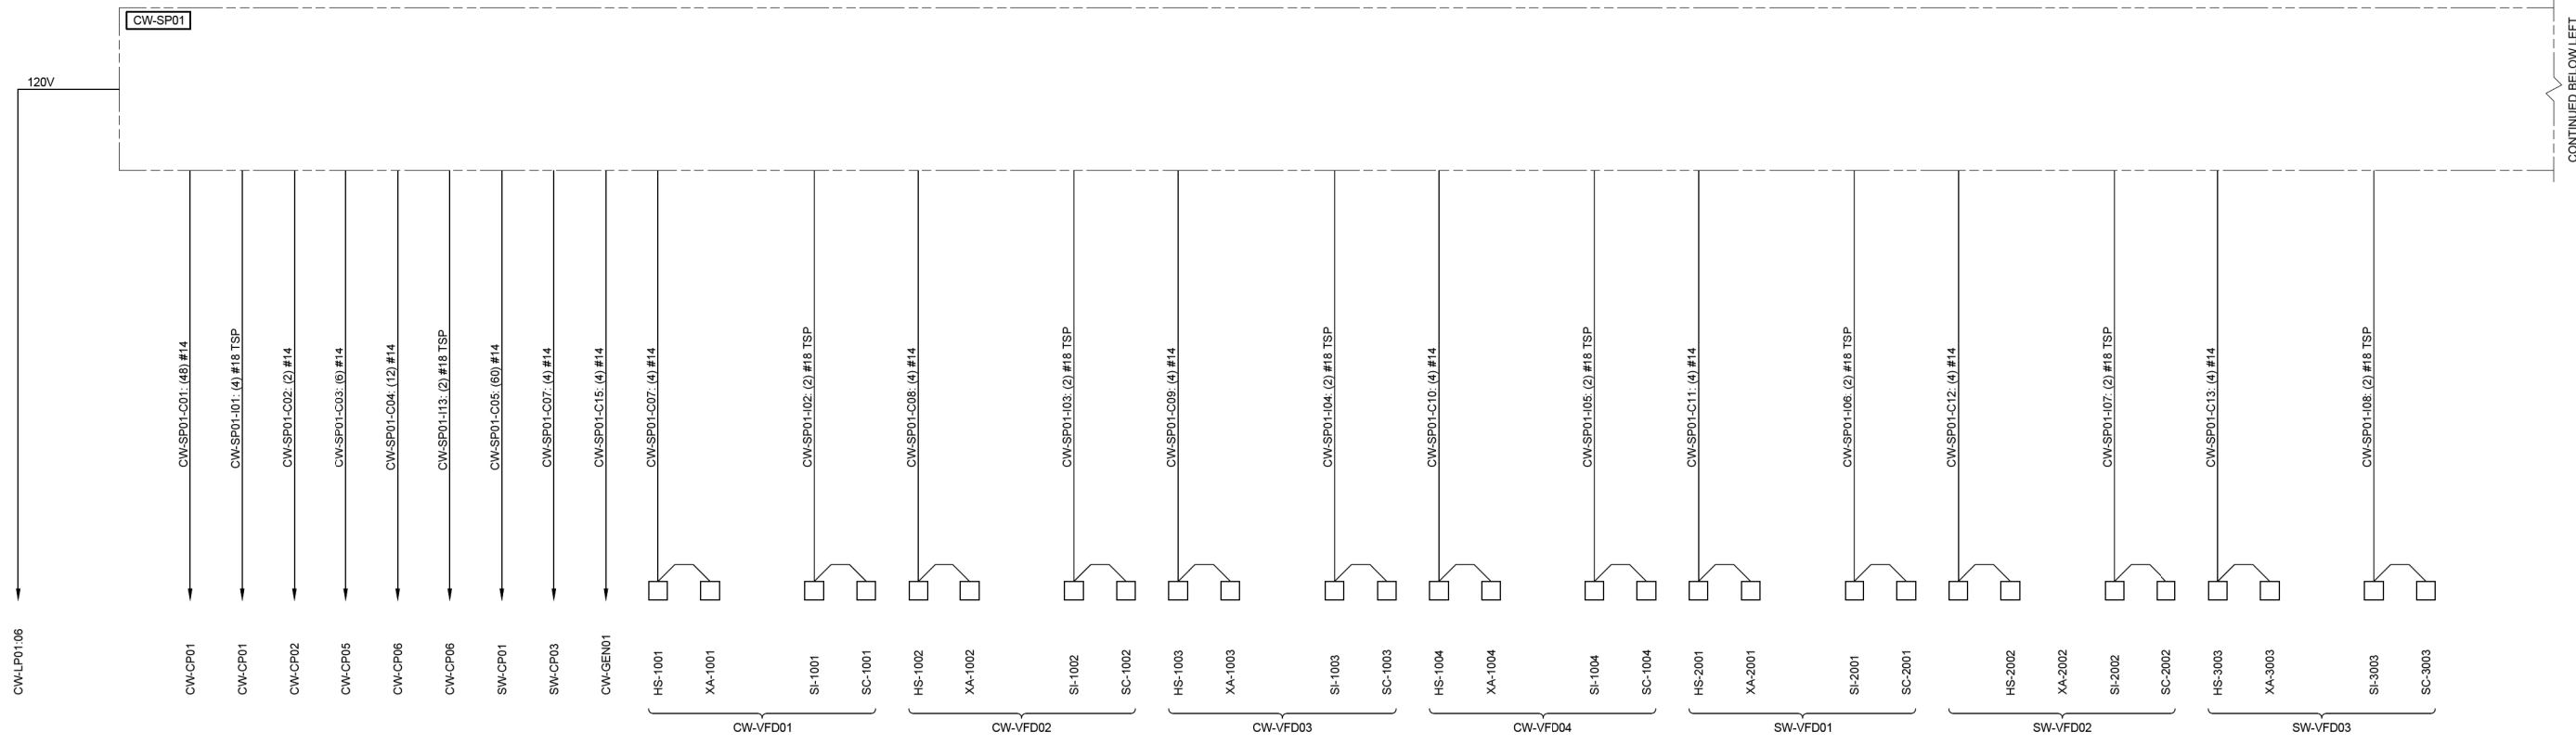 CW-SP01
120V
CONTINUED BELOW LEFT
CW-SP01-C01: (48) #14
CW-SP01-I01: (4) #18 TSP
CW-SP01-C02: (2) #14
CW-SP01-C03: (6) #14
CW-SP01-C04: (12) #14
CW-SP01-I13: (2) #18 TSP
CW-SP01-C05: (60) #14
CW-SP01-C07: (4) #14
CW-SP01-C15: (4) #14
CW-SP01-C07: (4) #14
CW-SP01-I02: (2) #18 TSP
CW-SP01-C08: (4) #14
CW-SP01-I03: (2) #18 TSP
CW-SP01-C09: (4) #14
CW-SP01-I04: (2) #18 TSP
CW-SP01-C10: (4) #14
CW-SP01-I05: (2) #18 TSP
CW-SP01-C11: (4) #14
CW-SP01-I06: (2) #18 TSP
CW-SP01-C12: (4) #14
CW-SP01-I07: (2) #18 TSP
CW-SP01-C13: (4) #14
CW-SP01-I08: (2) #18 TSP
CW-LP01:06
CW-CP01
CW-CP01
CW-CP02
CW-CP05
CW-CP06
CW-CP06
SW-CP01
SW-CP03
CW-GEN01
HS-1001
XA-1001
SI-1001
SC-1001
HS-1002
XA-1002
SI-1002
SC-1002
HS-1003
XA-1003
SI-1003
SC-1003
HS-1004
XA-1004
SI-1004
SC-1004
HS-2001
XA-2001
SI-2001
SC-2001
HS-2002
XA-2002
SI-2002
SC-2002
HS-3003
XA-3003
SI-3003
SC-3003
CW-VFD01
CW-VFD02
CW-VFD03
CW-VFD04
SW-VFD01
SW-VFD02
SW-VFD03